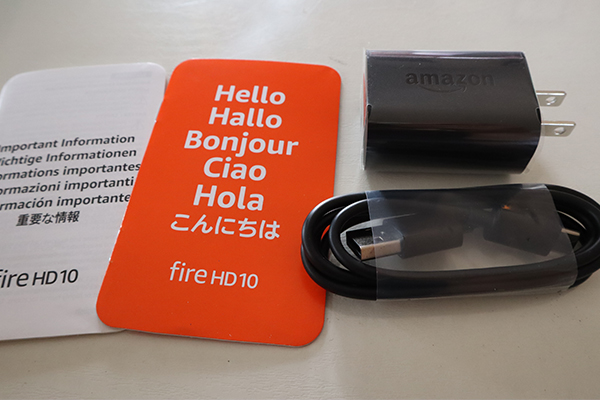 mportant Information
ichtige Informationen
ormations importantes
ormazioni importanti
ormación importante
重要な情報
fire HD 10
Hello
Hallo
Bonjour
Ciao
Hola
こんにちは
fire HD 10
amazon